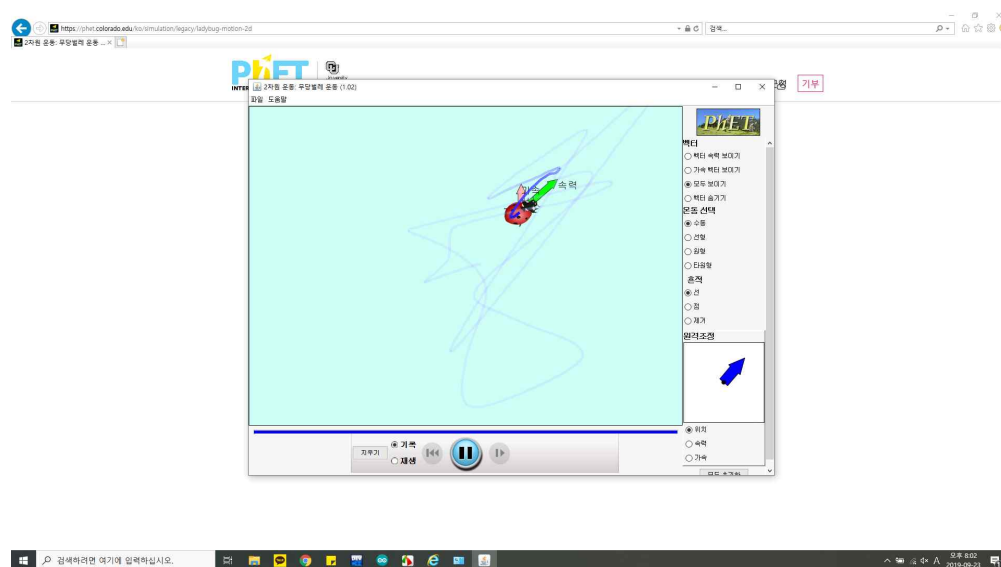 https://phet.colorado.edu/ko/simulation/legacy/ladybug-motion-2d
검색...
2차원 운동: 무당벌레 운동 ...
PhET
기부
2차원 운동: 무당벌레 운동 (1.02)
파일 도움말
PhET
벡터
벡터 속력 보이기
가속 벡터 보이기
모두 보이기
벡터 숨기기
운동 선택
수동
선형
원형
타원형
흔적
선
점
제거
원격조정
위치
속력
가속
가속
속력
지우기
기록
재생
검색하려면 여기에 입력하십시오.
A
오후 8:02
2019-09-23